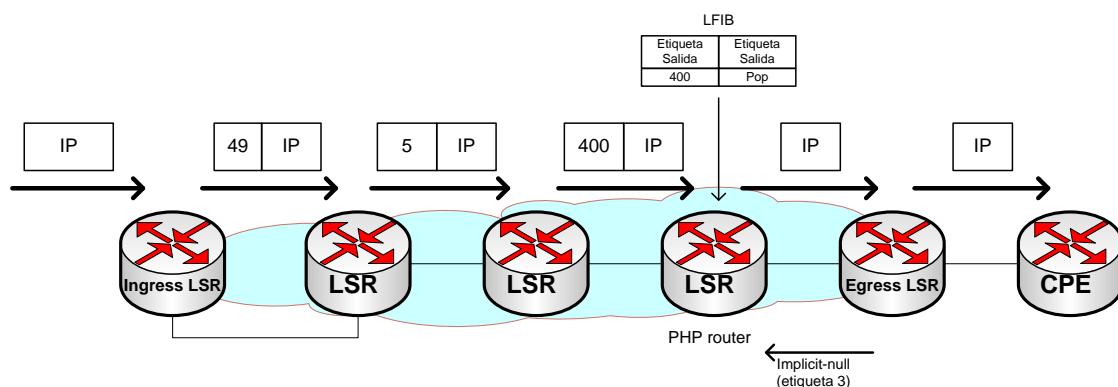 LFIB
Etiqueta Salida Etiqueta Salida
400 Pop
IP 49 IP 5 IP 400 IP IP IP
Ingress LSR LSR LSR LSR Egress LSR CPE
PHP router
Implicit-null
(etiqueta 3)